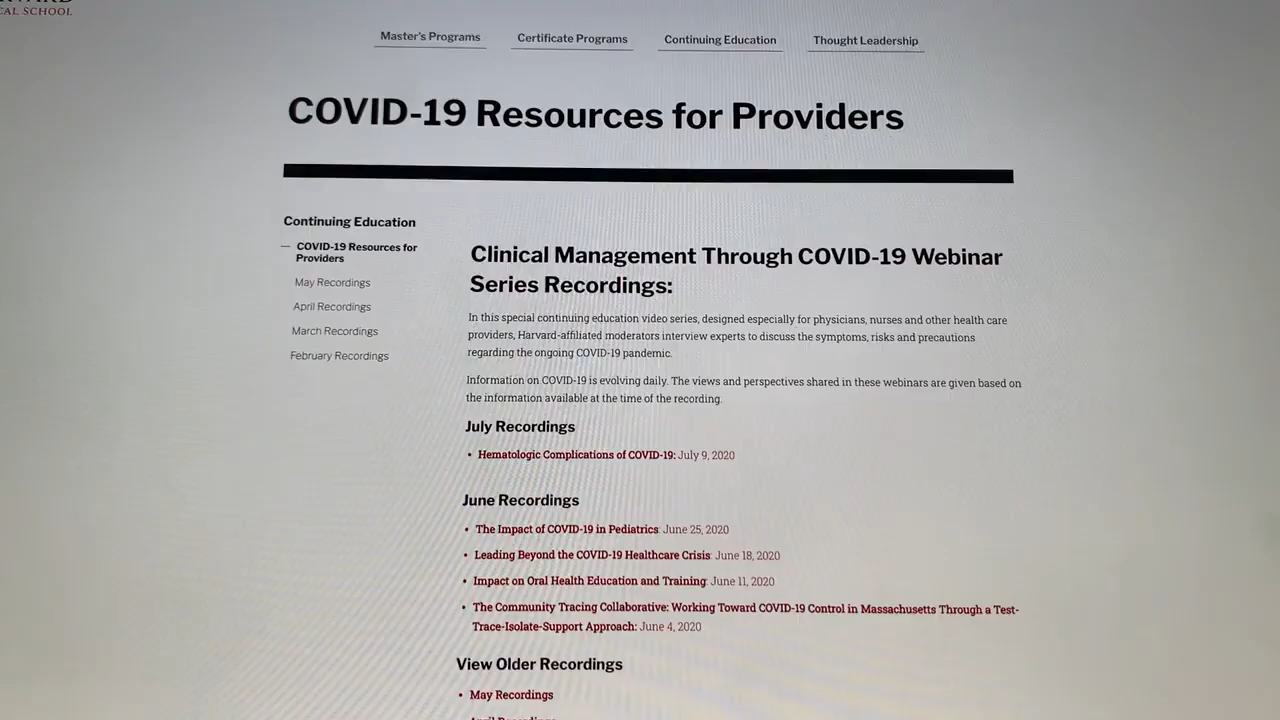 CAL SCHOOL
Master's Programs
Certificate Programs
Continuing Education
Thought Leadership
COVID-19 Resources for Providers
Continuing Education
— COVID-19 Resources for
Providers
May Recordings
April Recordings
March Recordings
February Recordings
Clinical Management Through COVID-19 Webinar
Series Recordings:
In this special continuing education video series, designed especially for physicians, nurses and other health care
providers, Harvard-affiliated moderators interview experts to discuss the symptoms, risks and precautions
regarding the ongoing COVID-19 pandemic.
Information on COVID-19 is evolving daily. The views and perspectives shared in these webinars are given based on
the information available at the time of the recording.
July Recordings
• Hematologic Complications of COVID-19: July 9, 2020
June Recordings
• The Impact of COVID-19 in Pediatrics: June 25, 2020
• Leading Beyond the COVID-19 Healthcare Crisis: June 18, 2020
• Impact on Oral Health Education and Training: June 11, 2020
• The Community Tracing Collaborative: Working Toward COVID-19 Control in Massachusetts Through a Test-
Trace-Isolate-Support Approach: June 4, 2020
View Older Recordings
• May Recordings